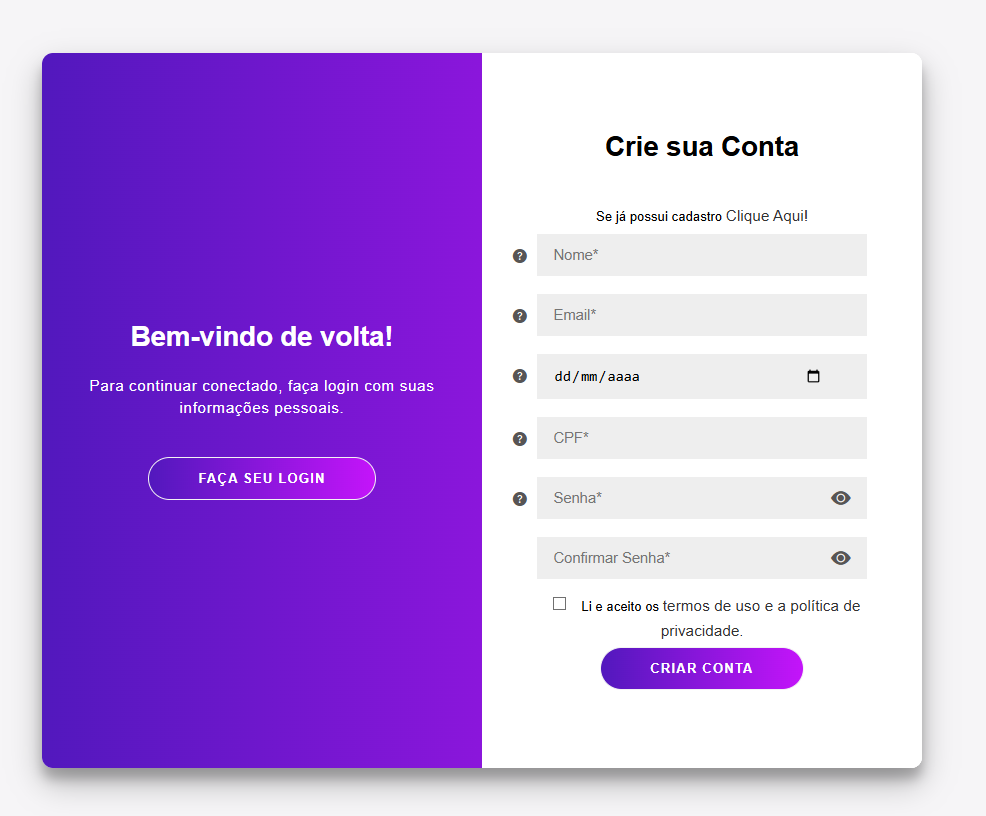 Bem-vindo de volta!
Para continuar conectado, faça login com suas
informações pessoais.
FAÇA SEU LOGIN
Crie sua Conta
Se já possui cadastro Clique Aqui!
? Nome*
? Email*
? dd/mm/aaaa
? CPF*
? Senha*
Confirmar Senha*
Li e aceito os termos de uso e a política de
privacidade.
CRIAR CONTA